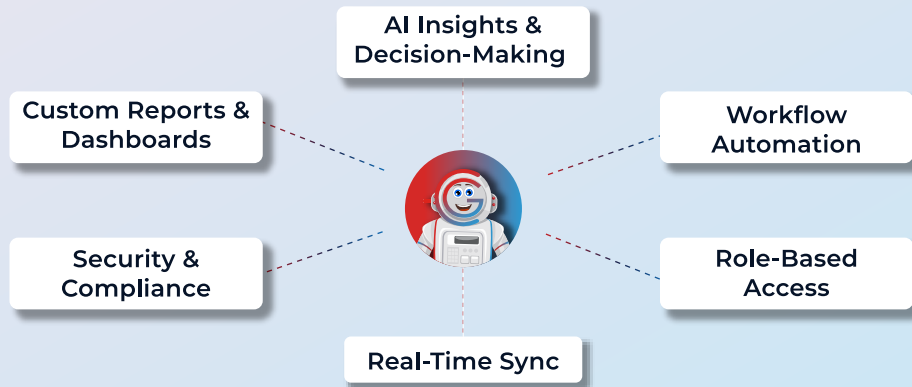 AI Insights &
Decision-Making
Custom Reports &
Dashboards
Workflow
Automation
Security &
Compliance
Role-Based
Access
Real-Time Sync